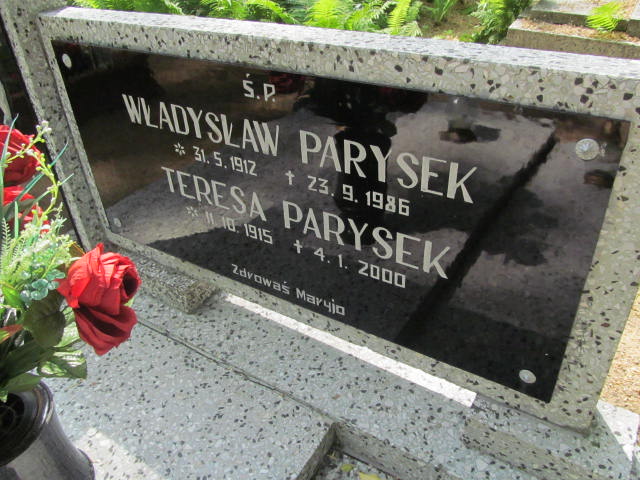 Ś.P.
WŁADYSŁAW PARYSEK
* 31.5.1912 † 23.9.1986
TERESA PARYSEK
* 11.10.1915 † 4.1.2000
Zdrowaś Maryjo